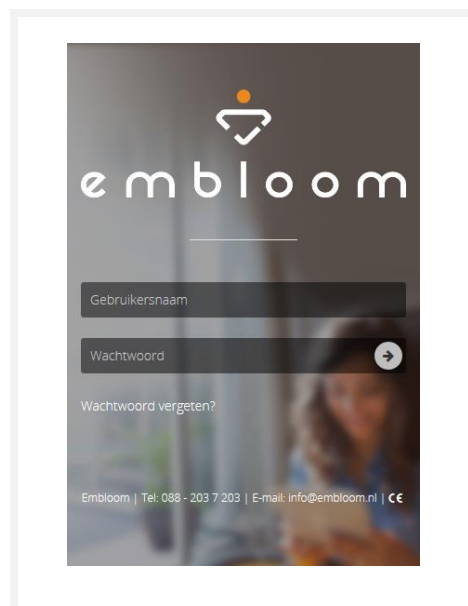 embloom
Gebruikersnaam
Wachtwoord
Wachtwoord vergeten?
Embloom | Tel: 088 - 203 7 203 | E-mail: info@embloom.nl | CE